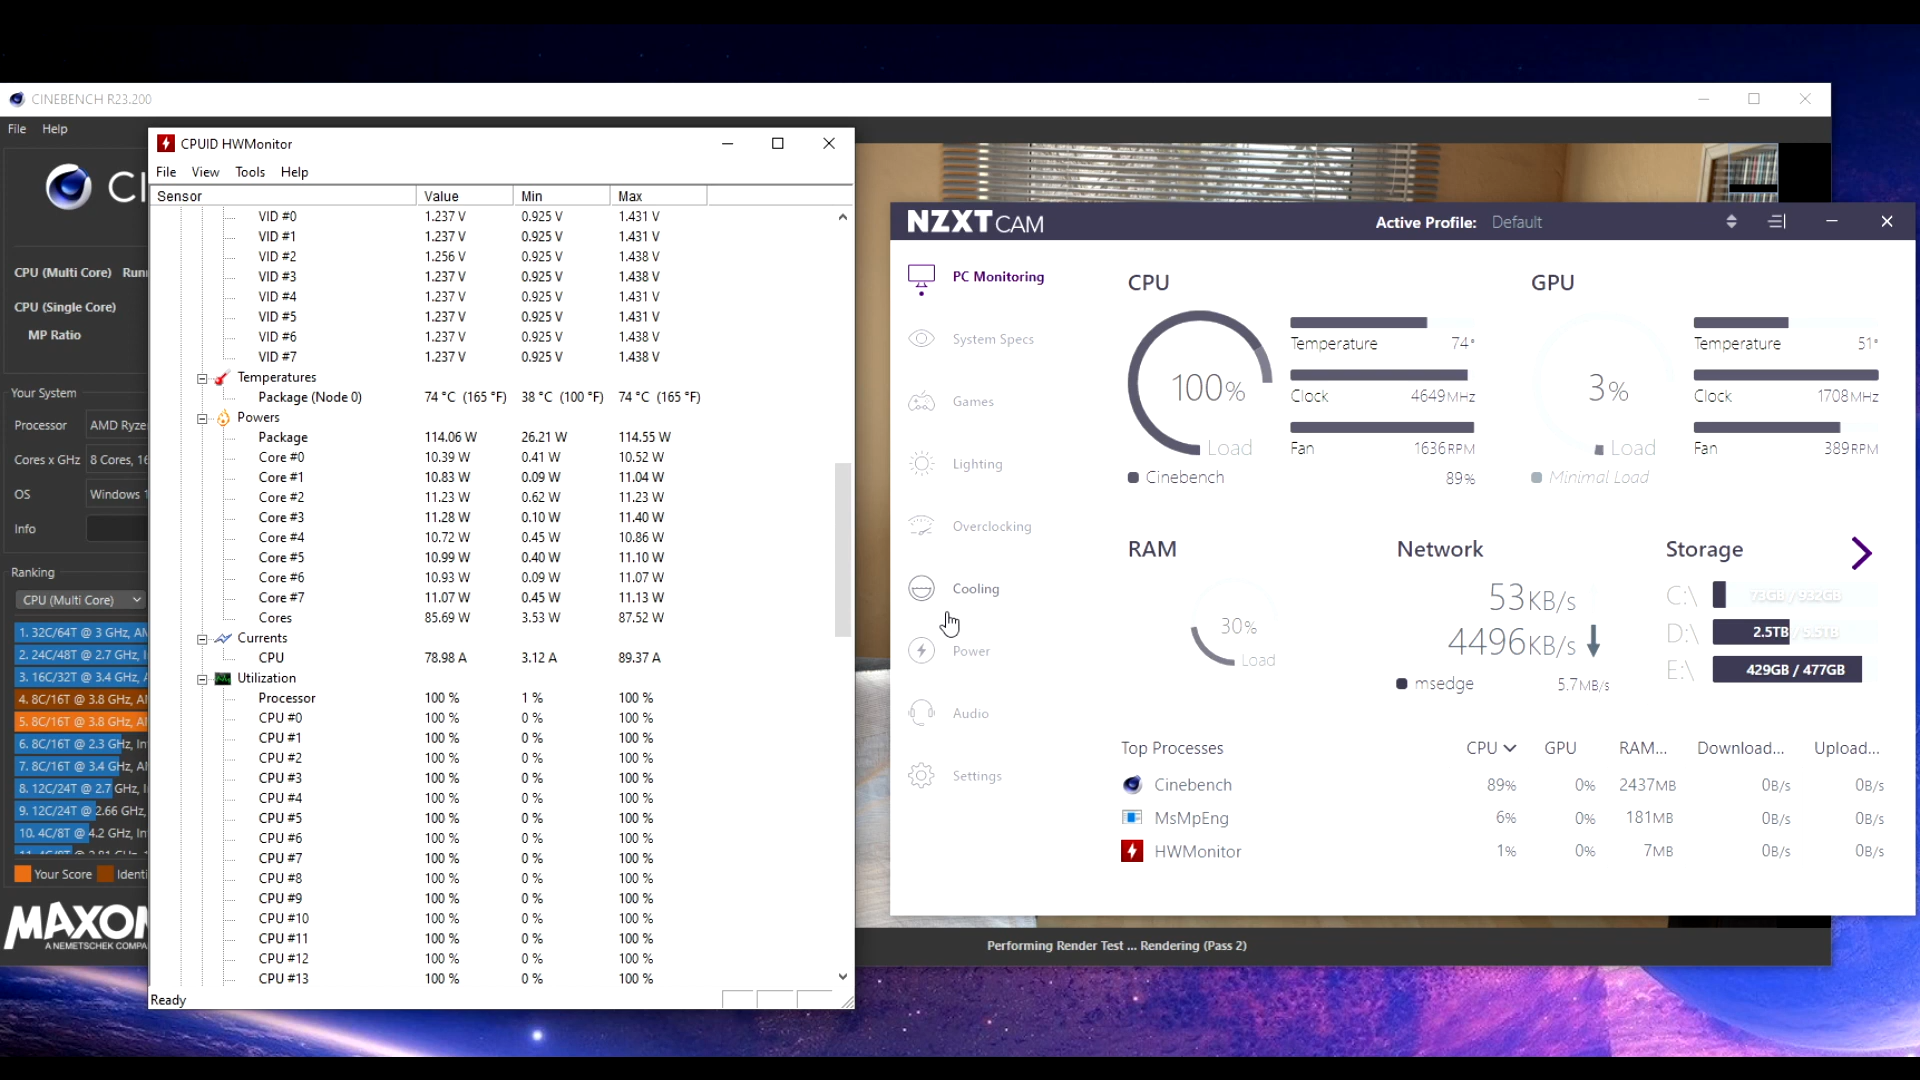 CINEBENCH R23.200
File Help
CI
CPU (Multi Core) Runn
CPU (Single Core)
MP Ratio
Your System
Processor AMD Ryze
Cores x GHz 8 Cores, 16
OS Windows 1
Info
Ranking
CPU (Multi Core)
1. 32C/64T @ 3 GHz, AM
2. 24C/48T @ 2.7 GHz, I
3. 16C/32T @ 3.4 GHz, A
4. 8C/16T @ 3.8 GHz, AM
5. 8C/16T @ 3.8 GHz, AM
6. 8C/16T @ 2.3 GHz, In
7. 8C/16T @ 3.4 GHz, AM
8. 12C/24T @ 2.7 GHz, I
9. 12C/24T @ 2.66 GHz,
10. 4C/8T @ 4.2 GHz, In
Your Score Identi
MAXON
A NEMETSCHEK COMPA
CPUID HWMonitor
File View Tools Help
Sensor Value Min Max
VID #0 1.237 V 0.925 V 1.431 V
VID #1 1.237 V 0.925 V 1.431 V
VID #2 1.256 V 0.925 V 1.438 V
VID #3 1.237 V 0.925 V 1.438 V
VID #4 1.237 V 0.925 V 1.431 V
VID #5 1.237 V 0.925 V 1.431 V
VID #6 1.237 V 0.925 V 1.438 V
VID #7 1.237 V 0.925 V 1.438 V
Temperatures
Package (Node 0) 74 °C (165 °F) 38 °C (100 °F) 74 °C (165 °F)
Powers
Package 114.06 W 26.21 W 114.55 W
Core #0 10.39 W 0.41 W 10.52 W
Core #1 10.83 W 0.09 W 11.04 W
Core #2 11.23 W 0.62 W 11.23 W
Core #3 11.28 W 0.10 W 11.40 W
Core #4 10.72 W 0.45 W 10.86 W
Core #5 10.99 W 0.40 W 11.10 W
Core #6 10.93 W 0.09 W 11.07 W
Core #7 11.07 W 0.45 W 11.13 W
Cores 85.69 W 3.53 W 87.52 W
Currents
CPU 78.98 A 3.12 A 89.37 A
Utilization
Processor 100 % 1 % 100 %
CPU #0 100 % 0 % 100 %
CPU #1 100 % 0 % 100 %
CPU #2 100 % 0 % 100 %
CPU #3 100 % 0 % 100 %
CPU #4 100 % 0 % 100 %
CPU #5 100 % 0 % 100 %
CPU #6 100 % 0 % 100 %
CPU #7 100 % 0 % 100 %
CPU #8 100 % 0 % 100 %
CPU #9 100 % 0 % 100 %
CPU #10 100 % 0 % 100 %
CPU #11 100 % 0 % 100 %
CPU #12 100 % 0 % 100 %
CPU #13 100 % 0 % 100 %
Ready
NZXT CAM Active Profile: Default
PC Monitoring
System Specs
Games
Lighting
Overclocking
Cooling
Power
Audio
Settings
CPU
100%
Load
Temperature 74°
Clock 4649MHz
Fan 1636RPM
Cinebench 89%
GPU
3%
Load
Temperature 51°
Clock 1708MHz
Fan 389RPM
Minimal Load
RAM
30%
Load
Network
53KB/s
4496KB/s
msedge 5.7MB/s
Storage
C:\ 73GB / 932GB
D:\ 2.5TB / 5.5TB
E:\ 429GB / 477GB
Top Processes CPU GPU RAM... Download... Upload...
Cinebench 89% 0% 2437MB 0B/s 0B/s
MsMpEng 6% 0% 181MB 0B/s 0B/s
HWMonitor 1% 0% 7MB 0B/s 0B/s
Performing Render Test ... Rendering (Pass 2)